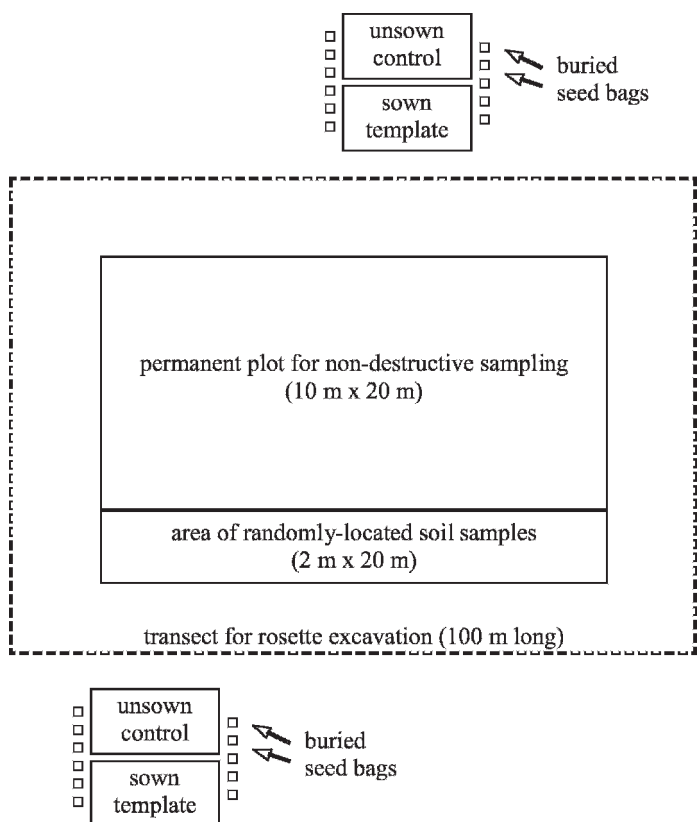 unsown
control
buried
seed bags
sown
template
permanent plot for non-destructive sampling
(10 m x 20 m)
area of randomly-located soil samples
(2 m x 20 m)
transect for rosette excavation (100 m long)
unsown
control
buried
seed bags
sown
template